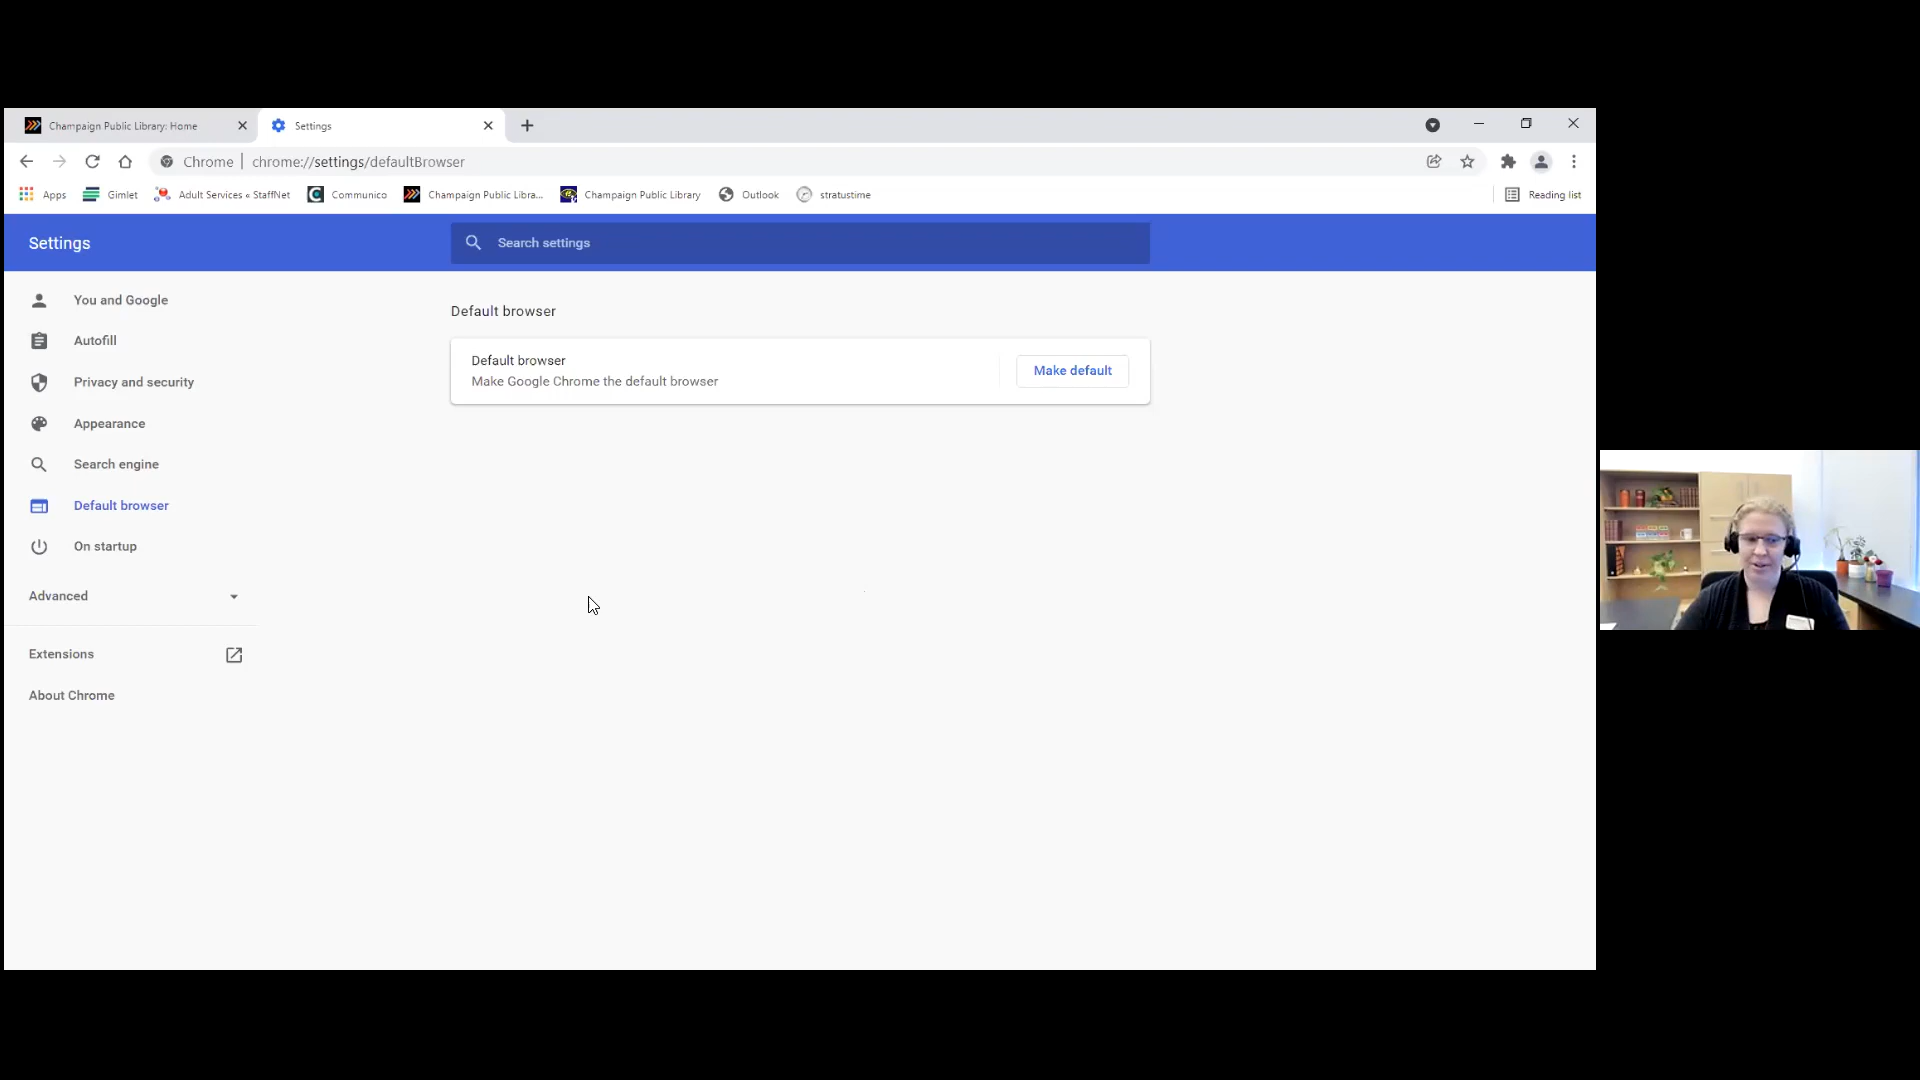 Champaign Public Library: Home
Settings
Chrome | chrome://settings/defaultBrowser
Apps Gimlet Adult Services « StaffNet Communico Champaign Public Libra... Champaign Public Library Outlook stratustime Reading list
Settings
Search settings
You and Google
Autofill
Privacy and security
Appearance
Search engine
Default browser
On startup
Advanced
Extensions
About Chrome
Default browser
Default browser
Make Google Chrome the default browser
Make default